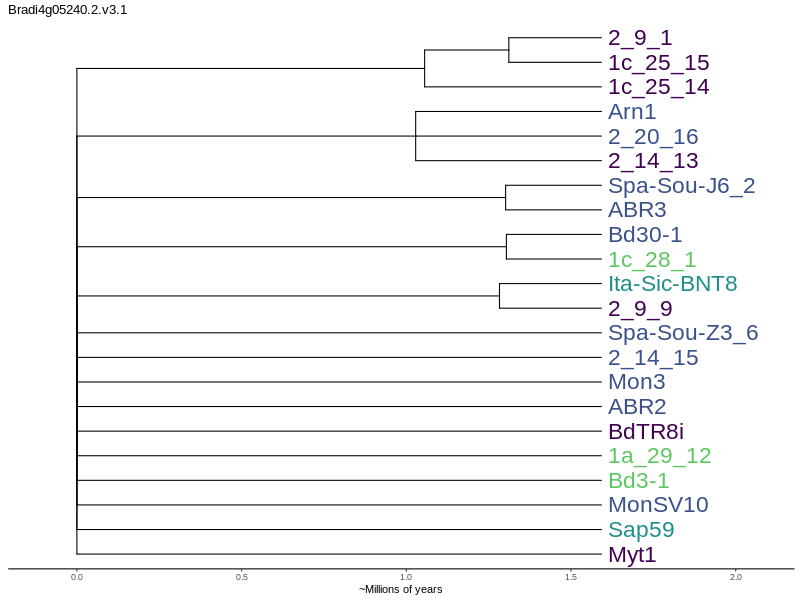 Bradi4g05240.2.v3.1
2_9_1
1c_25_15
1c_25_14
Arn1
2_20_16
2_14_13
Spa-Sou-J6_2
ABR3
Bd30-1
1c_28_1
Ita-Sic-BNT8
2_9_9
Spa-Sou-Z3_6
2_14_15
Mon3
ABR2
BdTR8i
1a_29_12
Bd3-1
MonSV10
Sap59
Myt1
0.0 0.5 1.0 1.5 2.0
~Millions of years